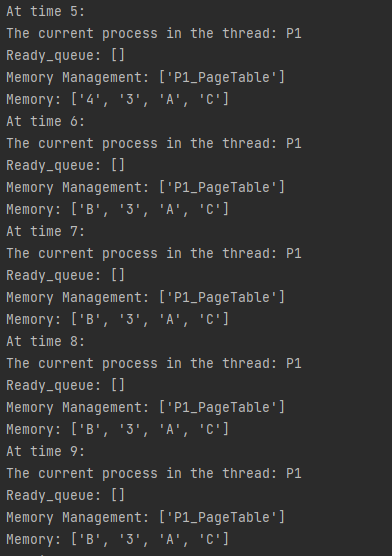 At time 5:
The current process in the thread: P1
Ready_queue: []
Memory Management: ['P1_PageTable']
Memory: ['4', '3', 'A', 'C']
At time 6:
The current process in the thread: P1
Ready_queue: []
Memory Management: ['P1_PageTable']
Memory: ['B', '3', 'A', 'C']
At time 7:
The current process in the thread: P1
Ready_queue: []
Memory Management: ['P1_PageTable']
Memory: ['B', '3', 'A', 'C']
At time 8:
The current process in the thread: P1
Ready_queue: []
Memory Management: ['P1_PageTable']
Memory: ['B', '3', 'A', 'C']
At time 9:
The current process in the thread: P1
Ready_queue: []
Memory Management: ['P1_PageTable']
Memory: ['B', '3', 'A', 'C']